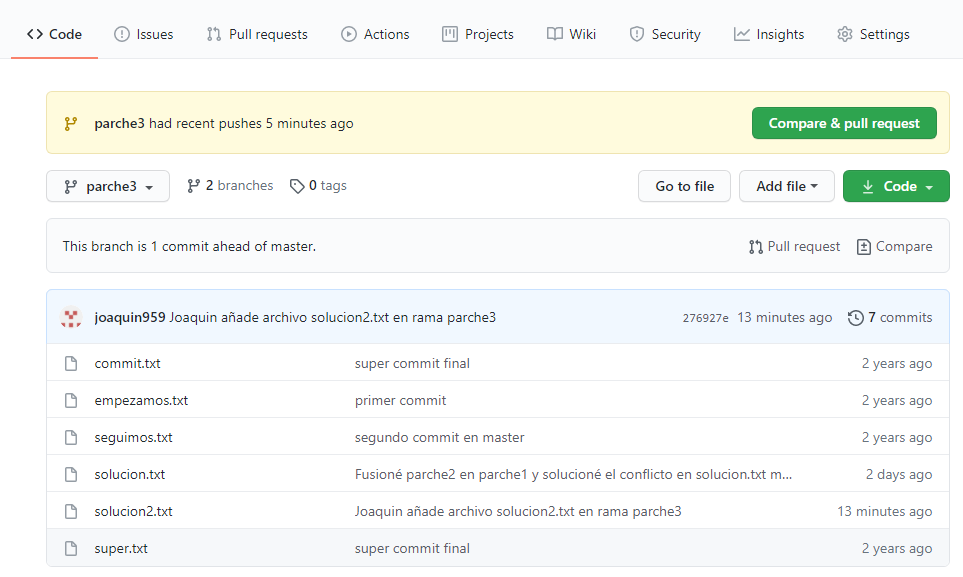 Code Issues Pull requests Actions Projects Wiki Security Insights Settings
parche3 had recent pushes 5 minutes ago Compare & pull request
parche3 2 branches 0 tags Go to file Add file Code
This branch is 1 commit ahead of master. Pull request Compare
joaquin959 Joaquin añade archivo solucion2.txt en rama parche3 276927e 13 minutes ago 7 commits
commit.txt super commit final 2 years ago
empezamos.txt primer commit 2 years ago
seguimos.txt segundo commit en master 2 years ago
solucion.txt Fusioné parche2 en parche1 y solucioné el conflicto en solucion.txt m... 2 days ago
solucion2.txt Joaquin añade archivo solucion2.txt en rama parche3 13 minutes ago
super.txt super commit final 2 years ago